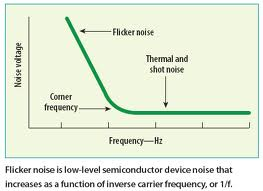 Flicker noise
Noise voltage
Thermal and
shot noise
Corner
frequency
Frequency—Hz
Flicker noise is low-level semiconductor device noise that
increases as a function of inverse carrier frequency, or 1/f.